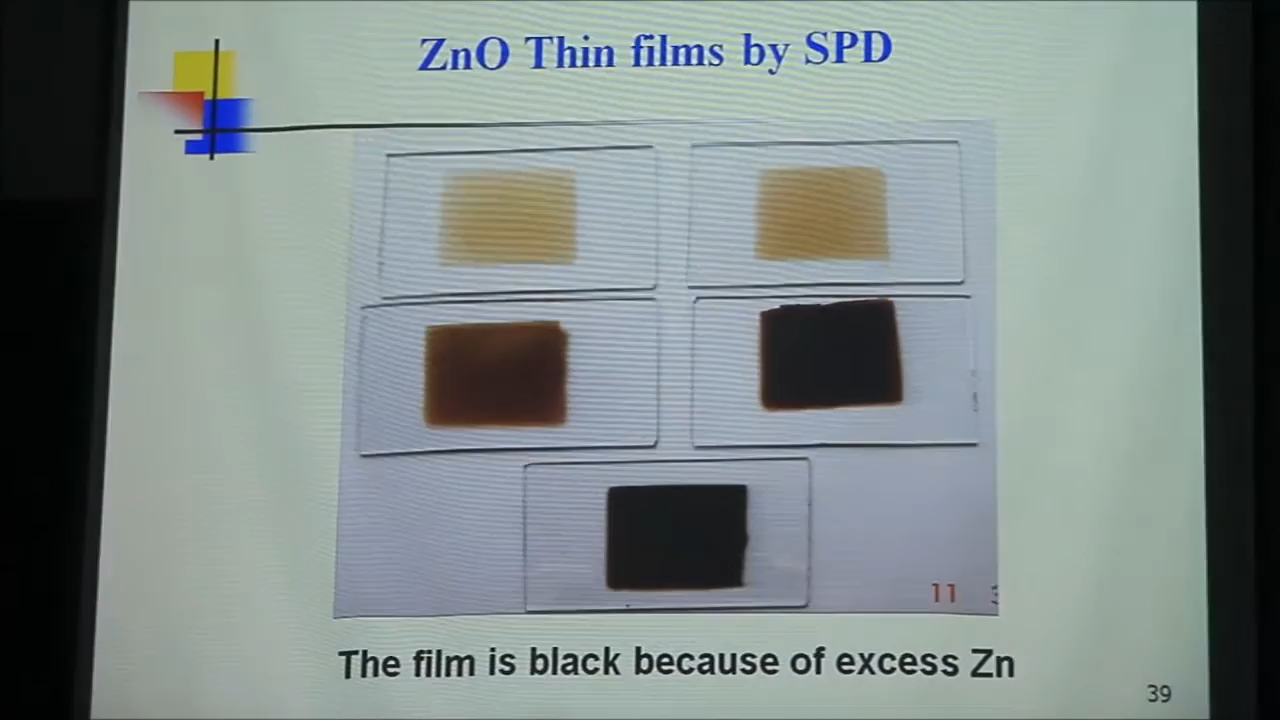 ZnO Thin films by SPD
11
The film is black because of excess Zn
39